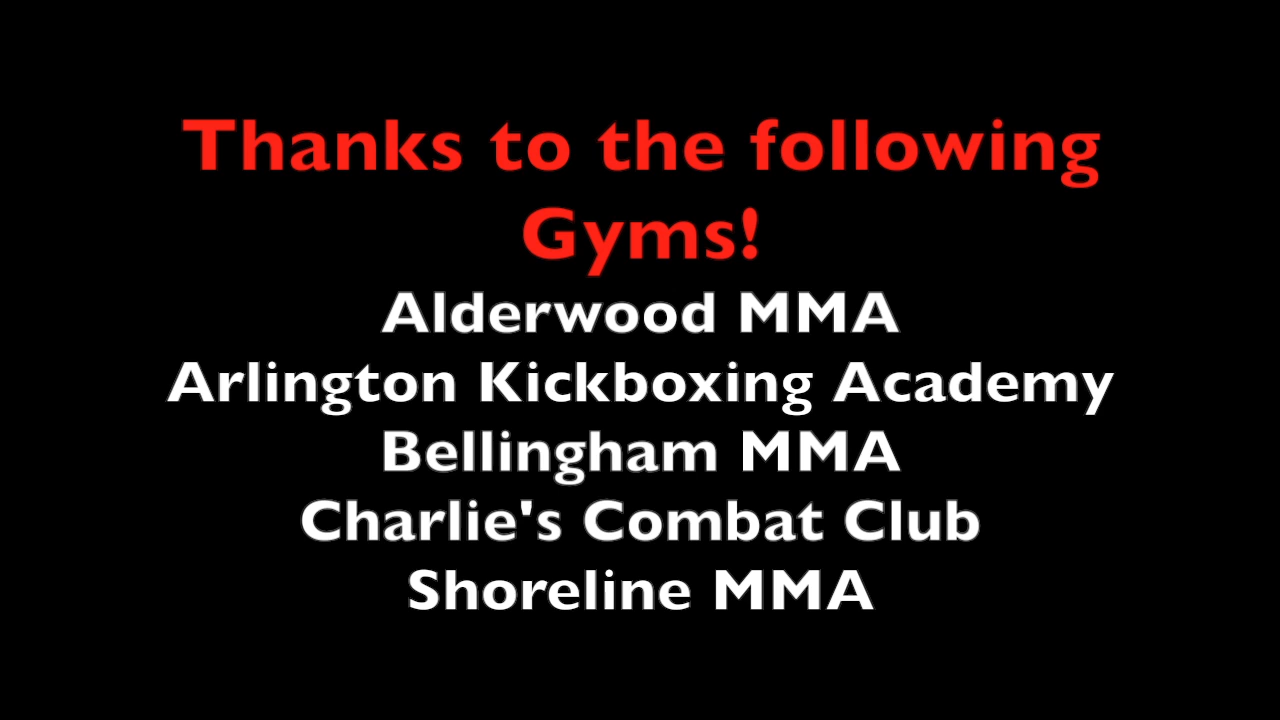 Thanks to the following
Gyms!
Alderwood MMA
Arlington Kickboxing Academy
Bellingham MMA
Charlie's Combat Club
Shoreline MMA